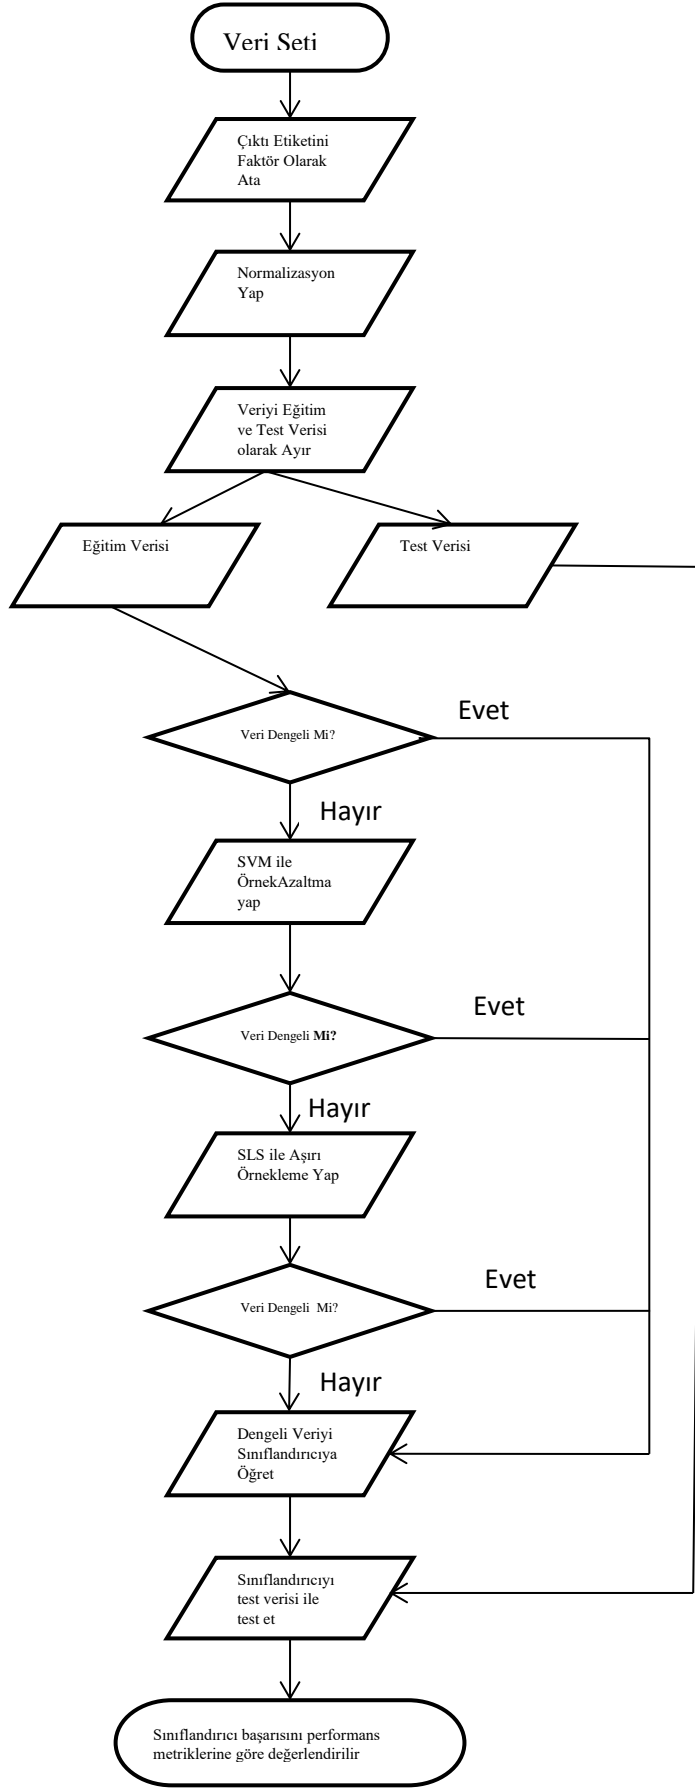 Veri Seti
Çıktı Etiketini
Faktör Olarak
Ata
Normalizasyon
Yap
Veriyi Eğitim
ve Test Verisi
olarak Ayır
Eğitim Verisi
Test Verisi
Veri Dengeli Mi?
Evet
Hayır
SVM ile
ÖrnekAzaltma
yap
Veri Dengeli Mi?
Evet
Hayır
SLS ile Aşırı
Örnekleme Yap
Veri Dengeli Mi?
Evet
Hayır
Dengeli Veriyi
Sınıflandırıcıya
Öğret
Sınıflandırıcıyı
test verisi ile
test et
Sınıflandırıcı başarısını performans
metriklerine göre değerlendirilir